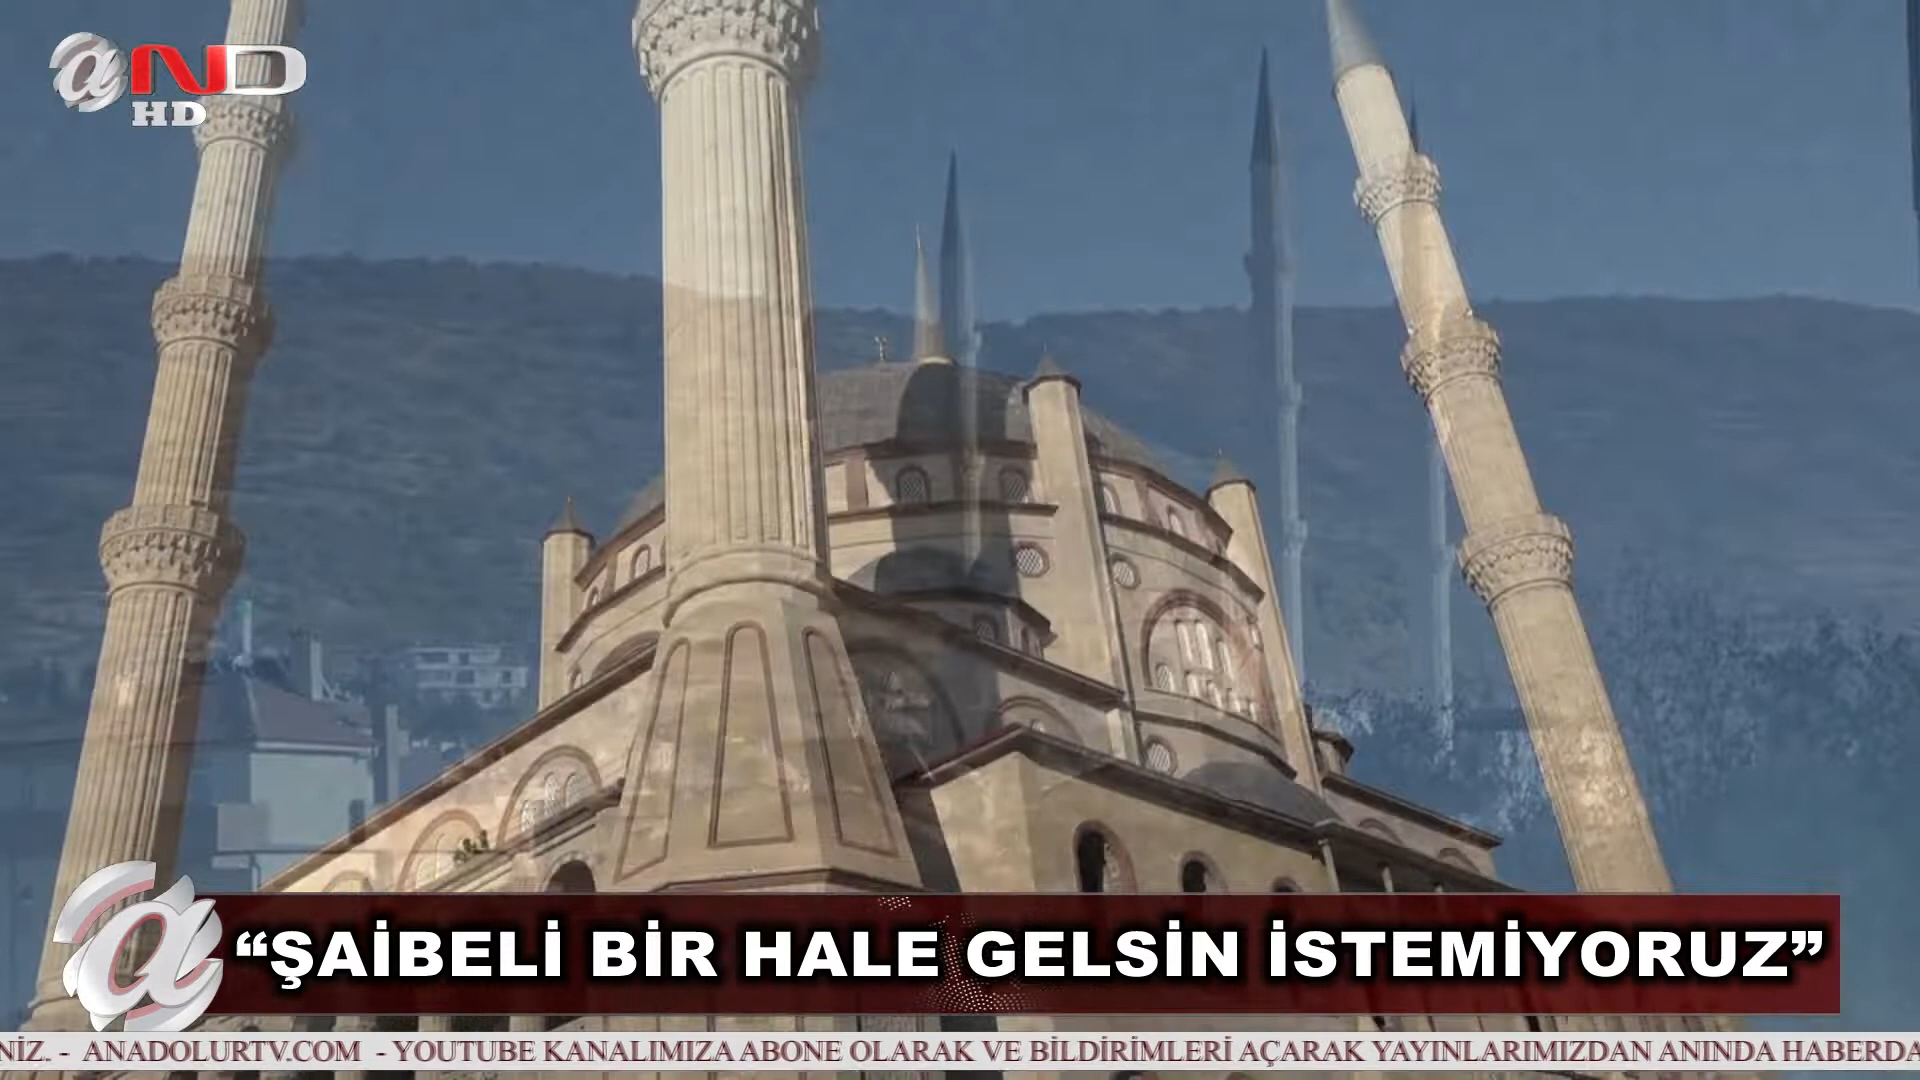 @ND
HD
“ŞAİBELİ BİR HALE GELSİN İSTEMİYORUZ”
NİZ. - ANADOLURTV.COM - YOUTUBE KANALIMIZA ABONE OLARAK VE BİLDİRİMLERİ AÇARAK YAYINLARIMIZDAN ANINDA HABERDA